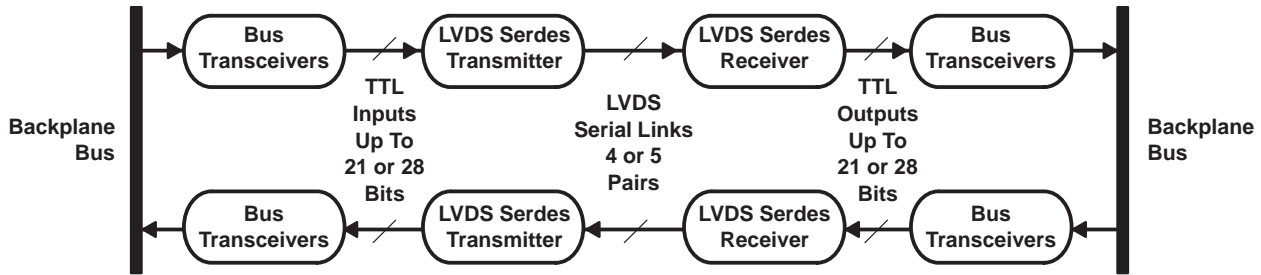 Bus
Transceivers
LVDS Serdes
Transmitter
LVDS Serdes
Receiver
Bus
Transceivers
Backplane
Bus
TTL
Inputs
Up To
21 or 28
Bits
LVDS
Serial Links
4 or 5
Pairs
TTL
Outputs
Up To
21 or 28
Bits
Backplane
Bus
Bus
Transceivers
LVDS Serdes
Transmitter
LVDS Serdes
Receiver
Bus
Transceivers